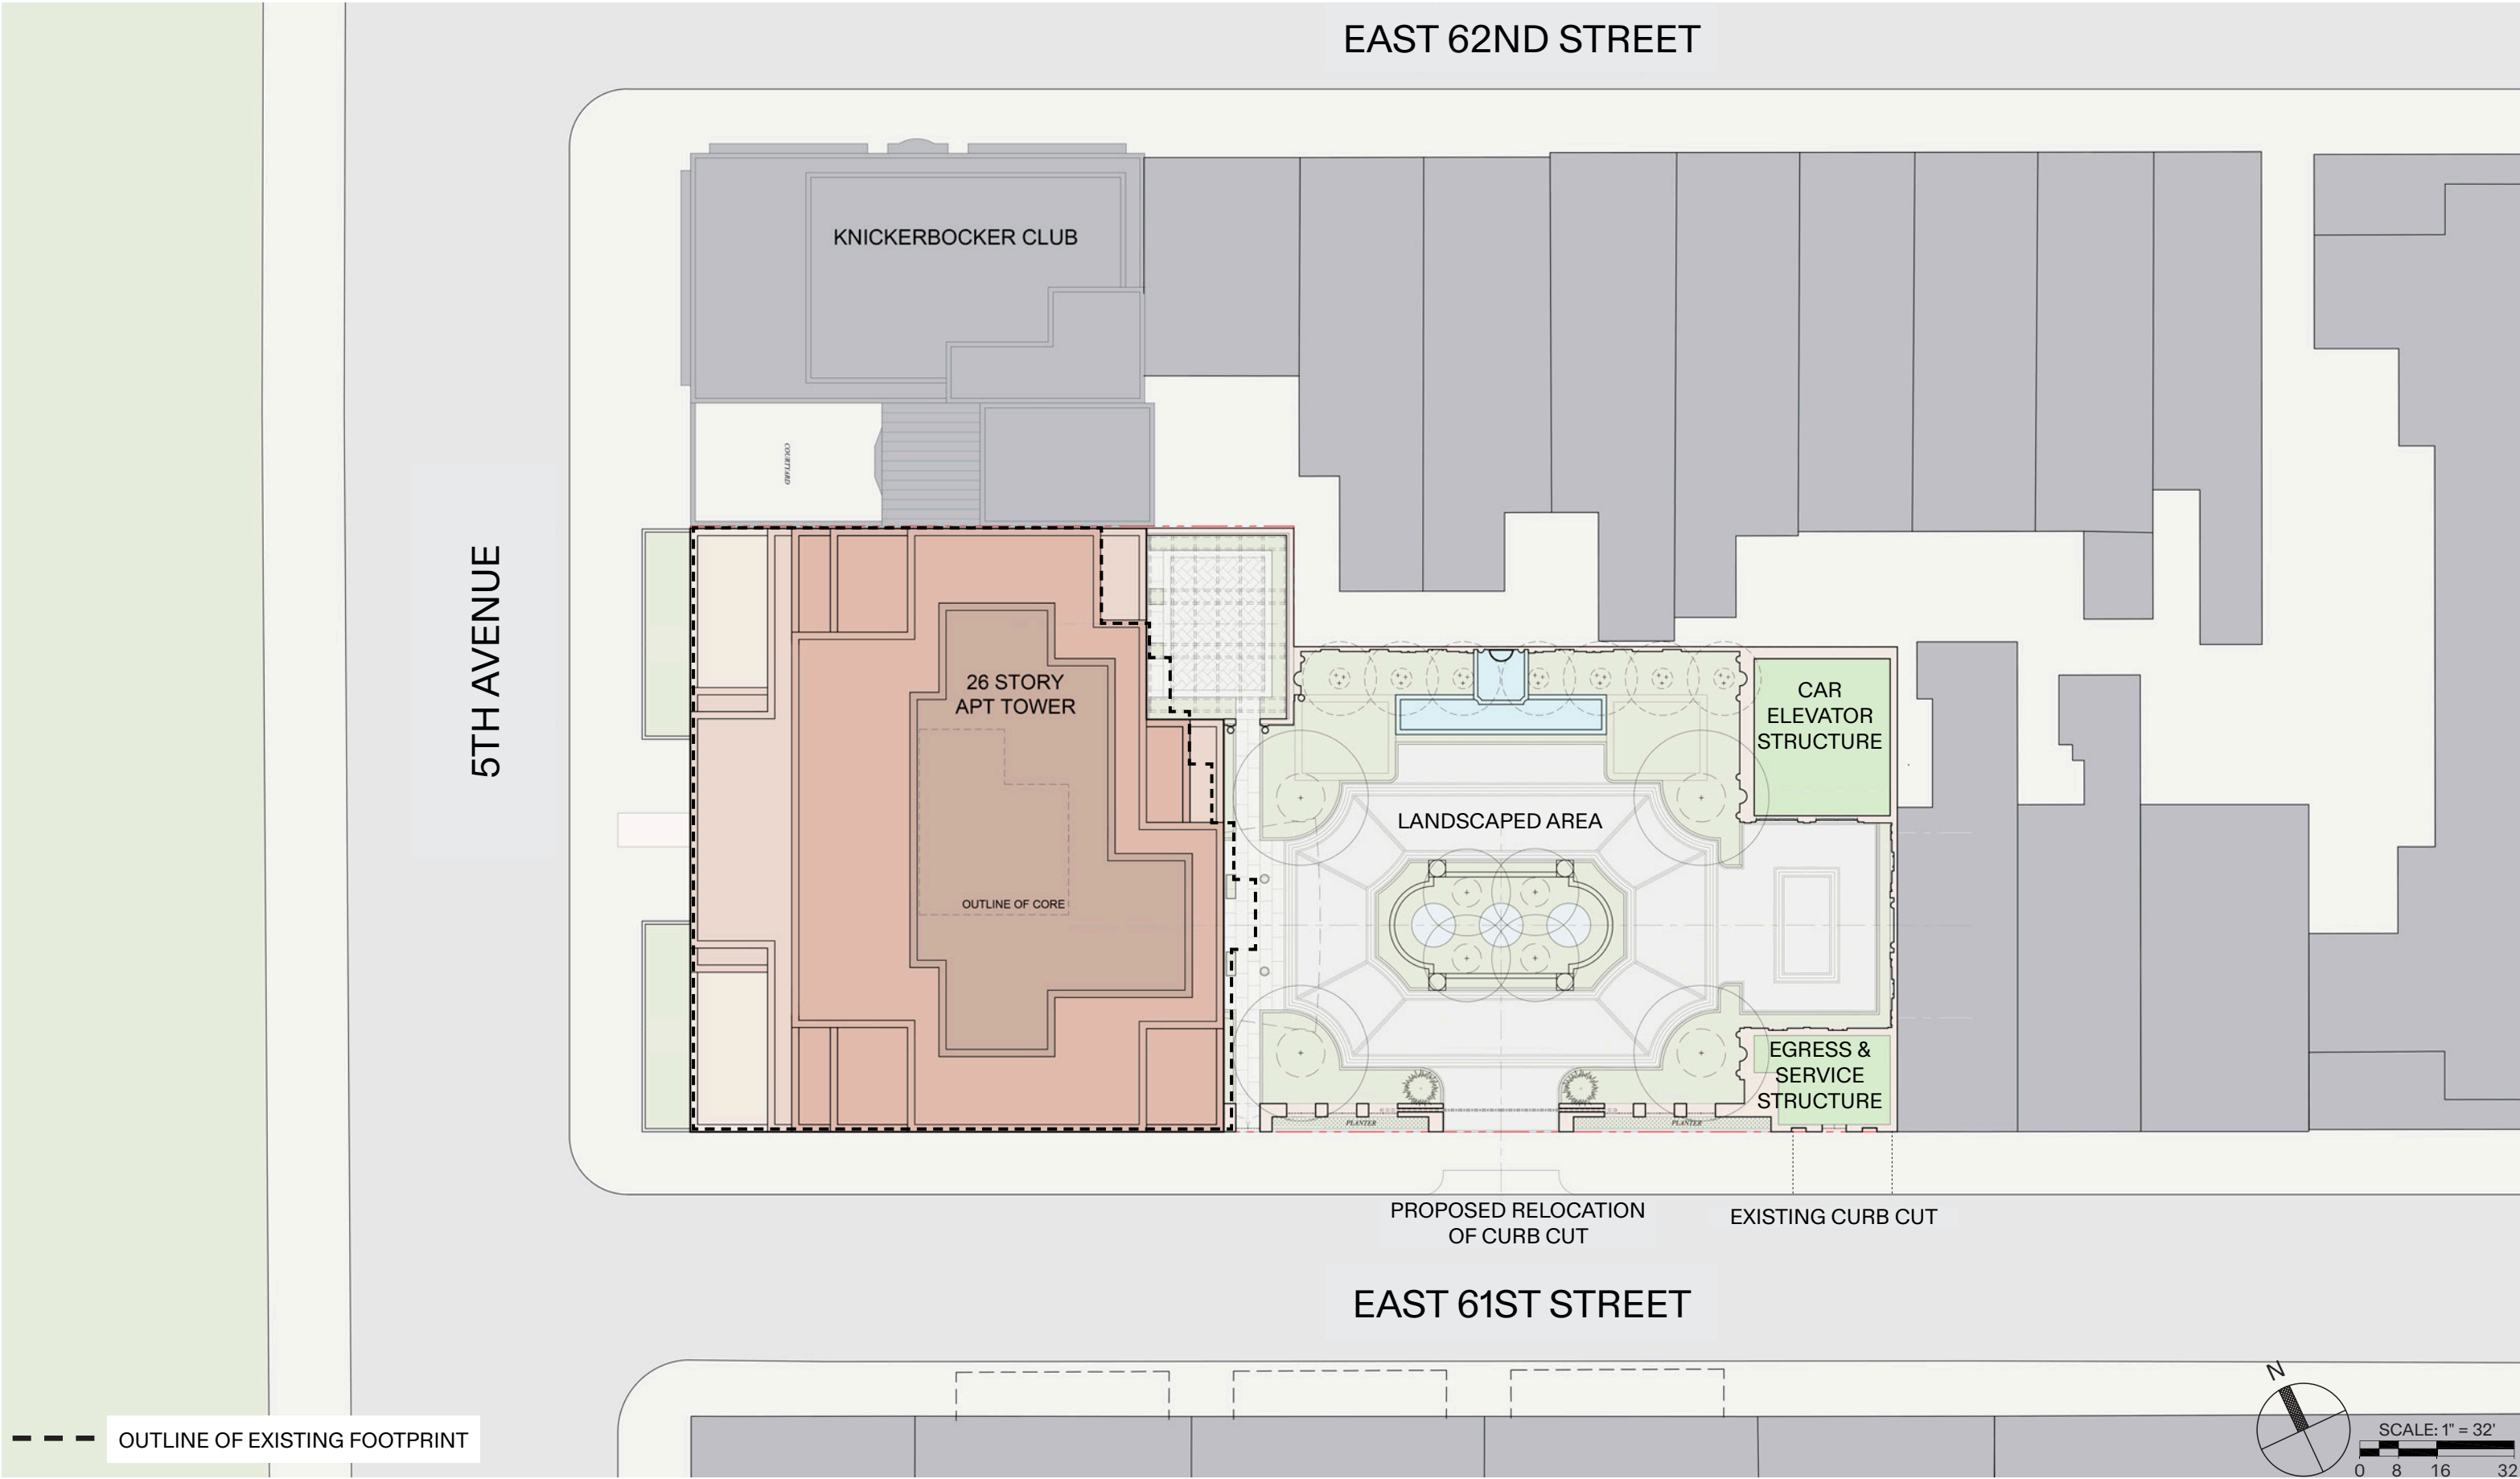 EAST 62ND STREET
KNICKERBOCKER CLUB
COURTYARD
5TH AVENUE
26 STORY
APT TOWER
OUTLINE OF CORE
CAR
ELEVATOR
STRUCTURE
LANDSCAPED AREA
EGRESS &
SERVICE
STRUCTURE
PLANTER
PLANTER
PROPOSED RELOCATION
OF CURB CUT
EXISTING CURB CUT
EAST 61ST STREET
OUTLINE OF EXISTING FOOTPRINT
N
SCALE: 1" = 32'
0 8 16 32